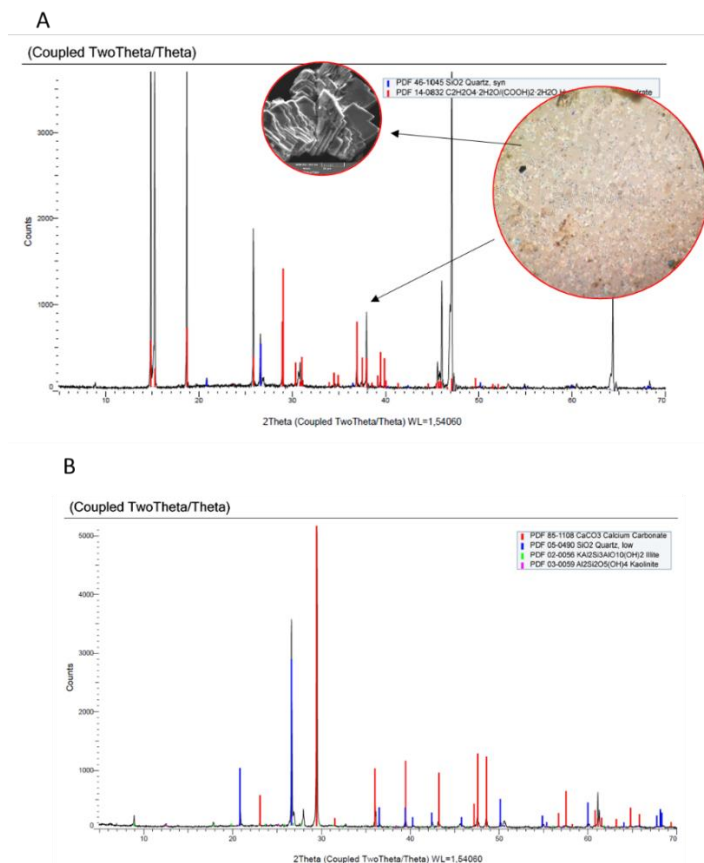 A
(Coupled TwoTheta/Theta)
PDF 46-1045 SiO2 Quartz, syn
PDF 14-0832 C2H2O4·2H2O/(COOH)2·2H2O
3000
2000
1000
0
Counts
10 20 30 40 50 60 70
2Theta (Coupled TwoTheta/Theta) WL=1,54060
B
(Coupled TwoTheta/Theta)
PDF 85-1108 CaCO3 Calcium Carbonate
PDF 05-0490 SiO2 Quartz, low
PDF 02-0056 KAl2Si3AlO10(OH)2 Illite
PDF 03-0059 Al2Si2O5(OH)4 Kaolinite
5000
4000
3000
2000
1000
0
Counts
10 20 30 40 50 60 70
2Theta (Coupled TwoTheta/Theta) WL=1,54060